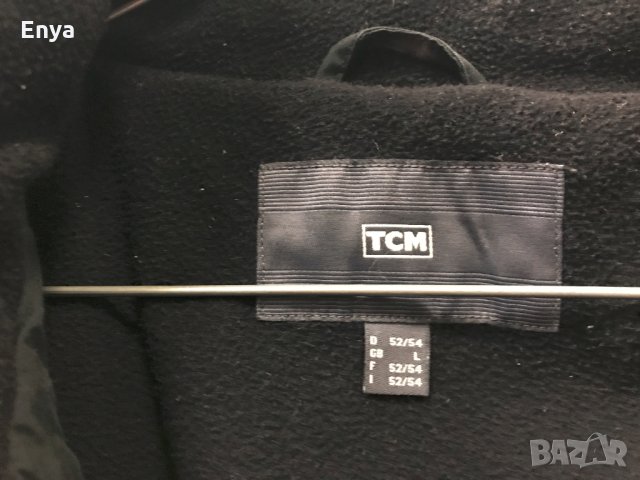 Enya
TCM
D 52/54
GB L
F 52/54
I 52/54
BAZAR